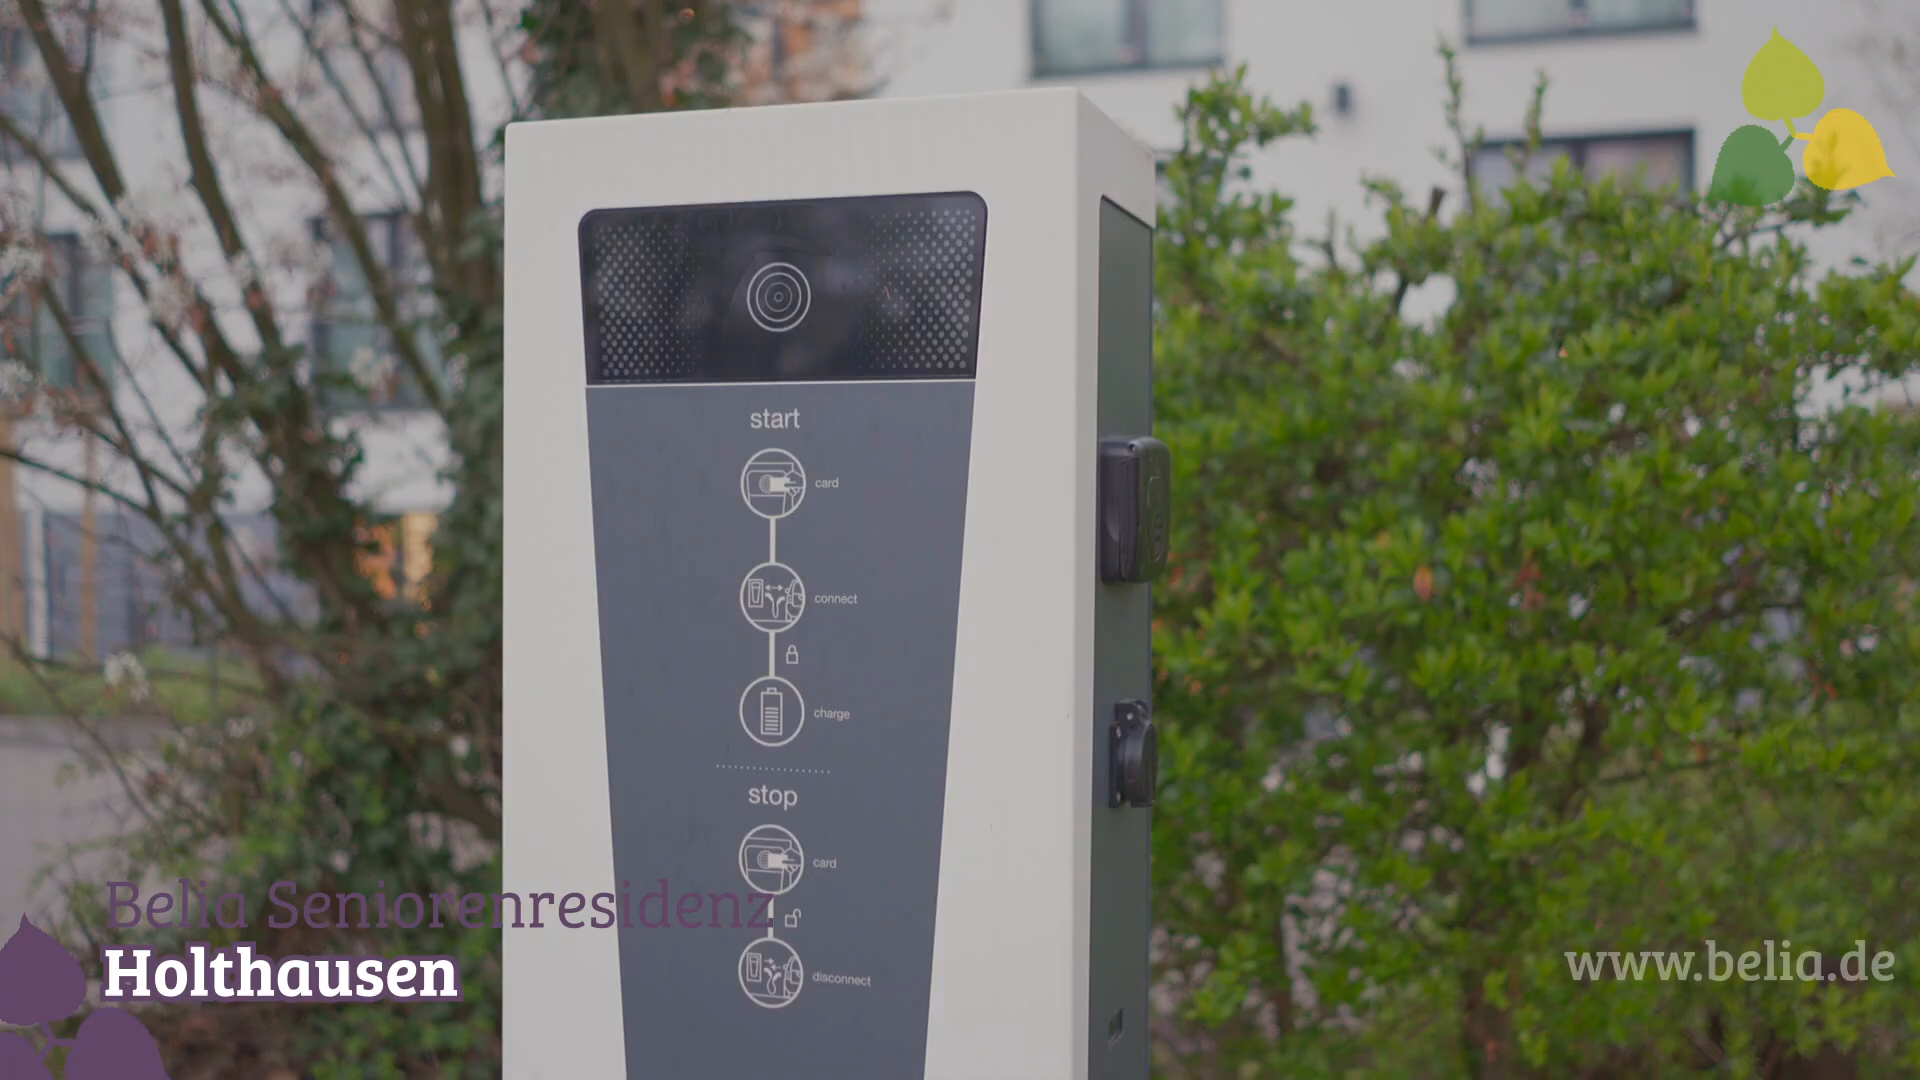 start
card
connect
charge
stop
card
disconnect
Belia Seniorenresidenz
Holthausen
www.belia.de